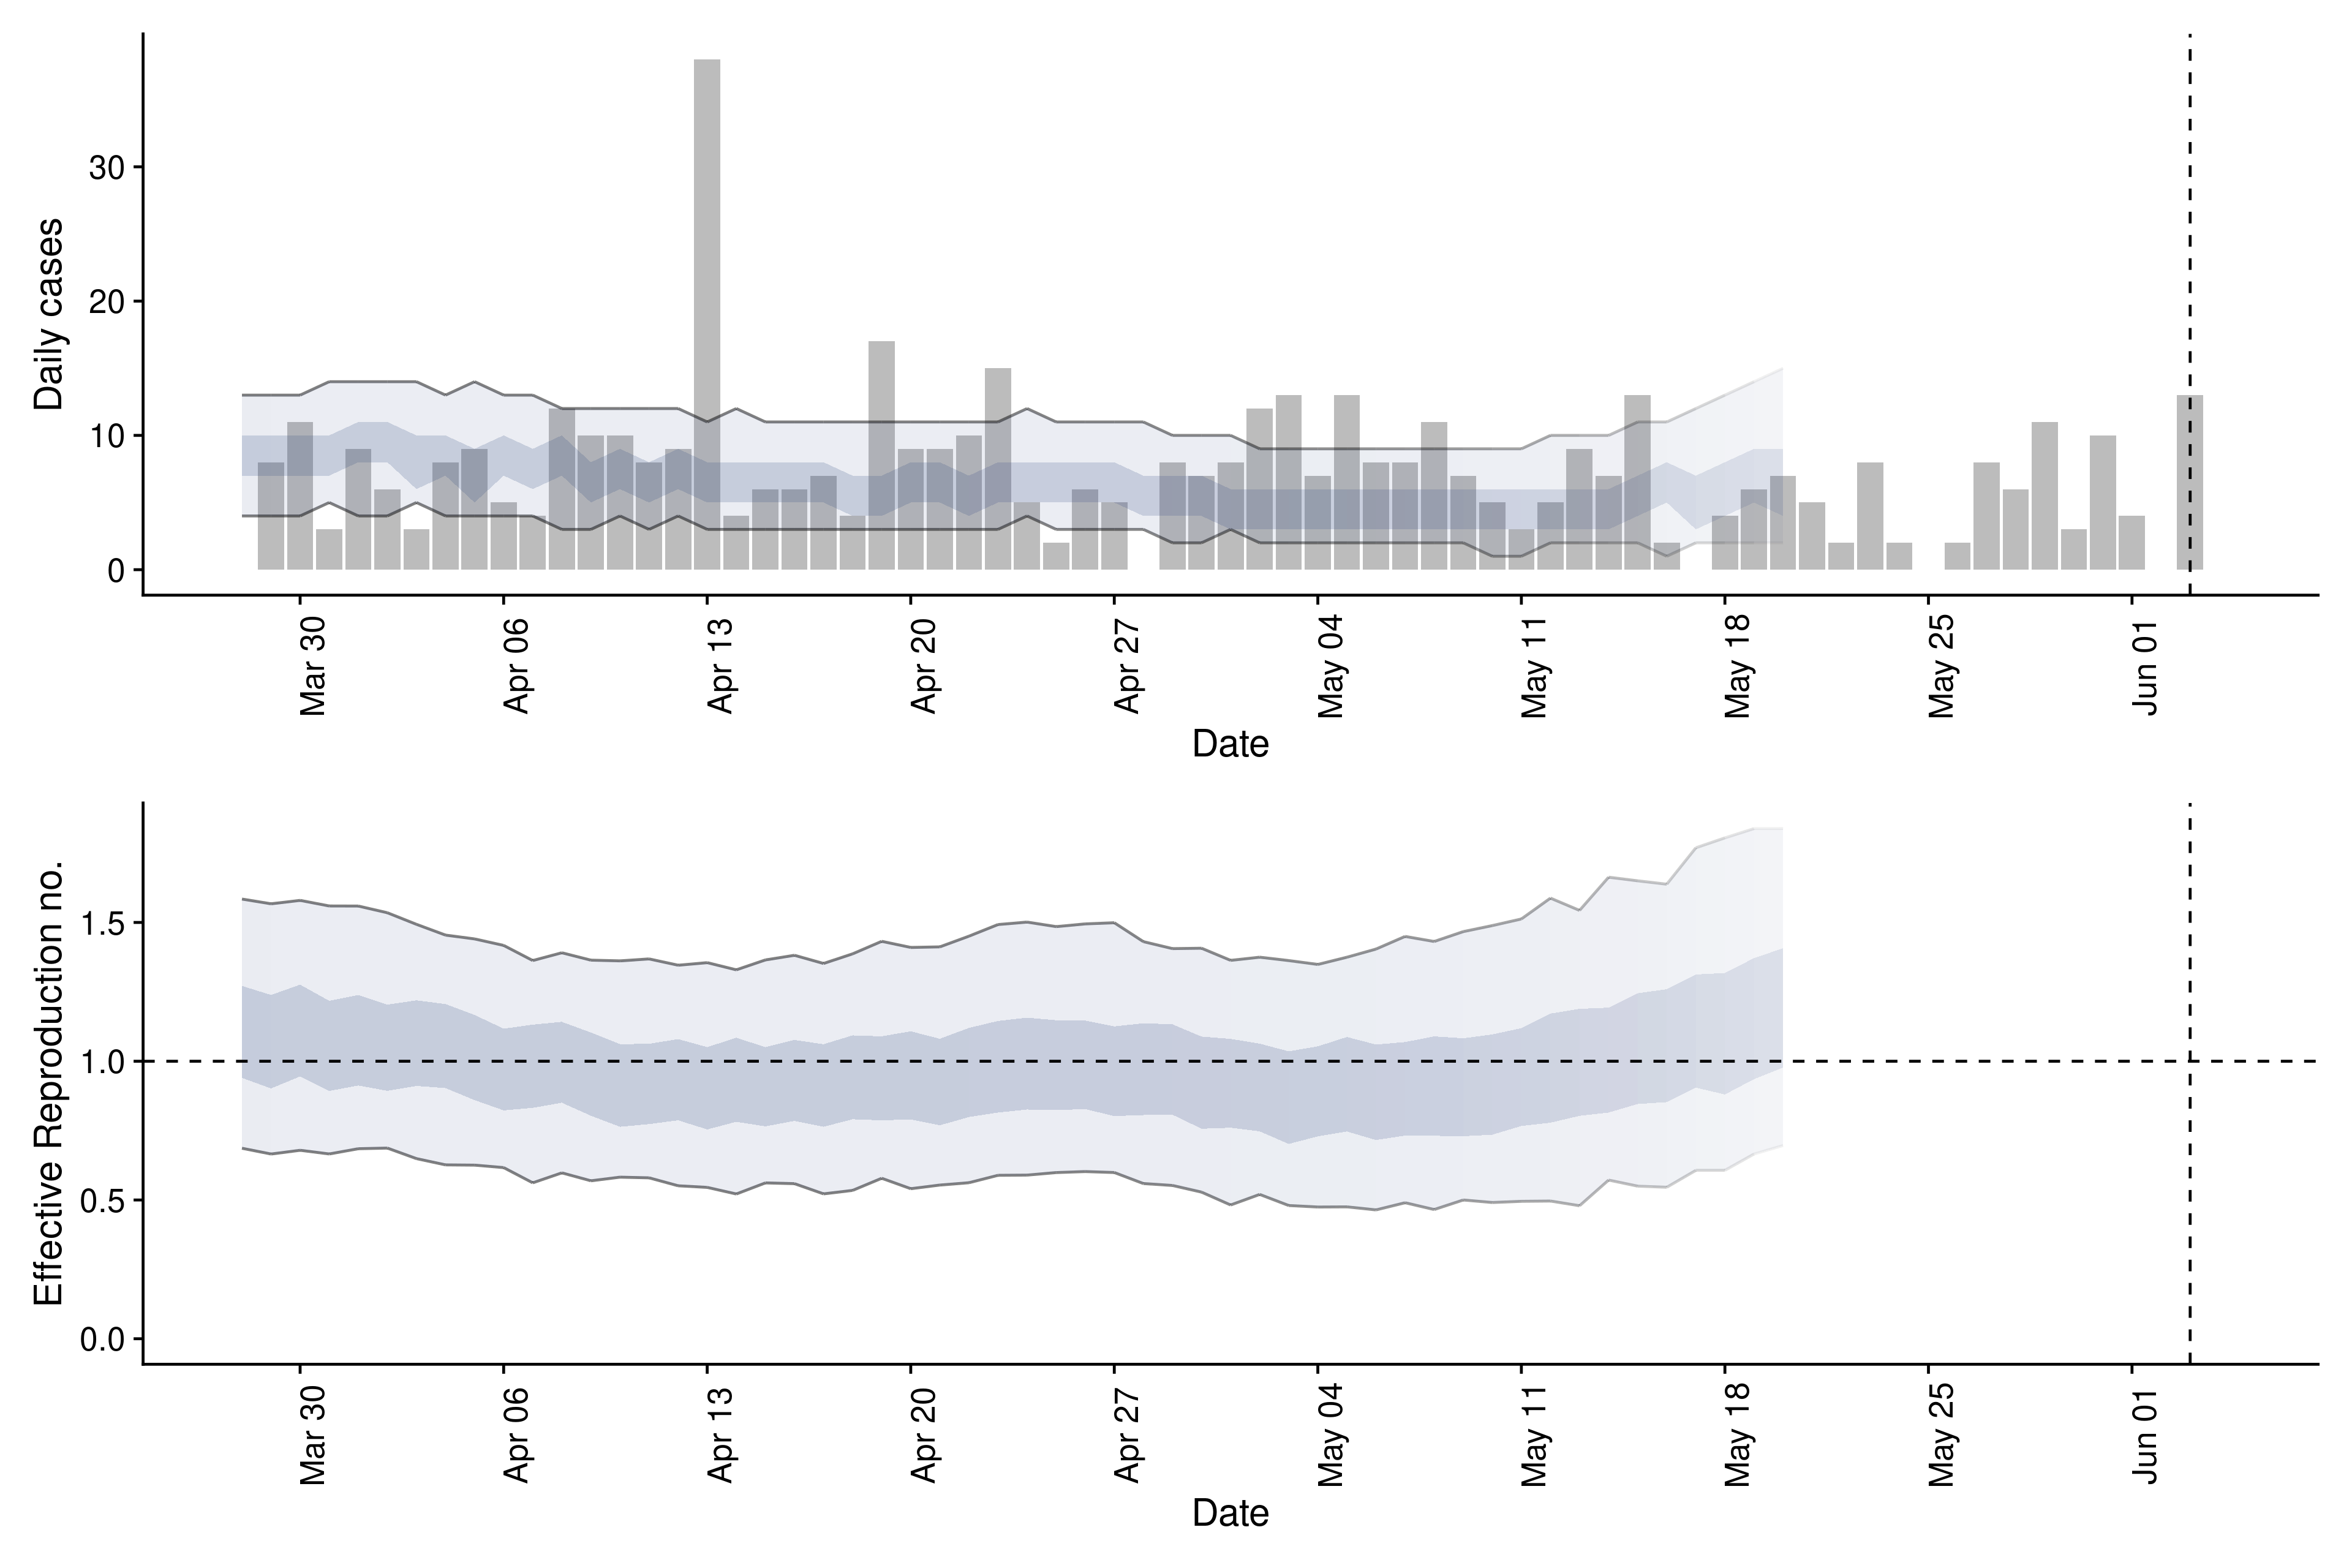 Daily cases
30
20
10
0
Mar 30
Apr 06
Apr 13
Apr 20
Apr 27
May 04
May 11
May 18
May 25
Jun 01
Date
Effective Reproduction no.
1.5
1.0
0.5
0.0
Mar 30
Apr 06
Apr 13
Apr 20
Apr 27
May 04
May 11
May 18
May 25
Jun 01
Date